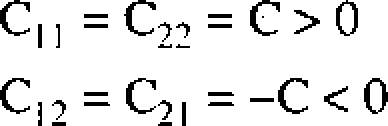 C₁₁ = C₂₂ = C > 0
C₁₂ = C₂₁ = −C < 0